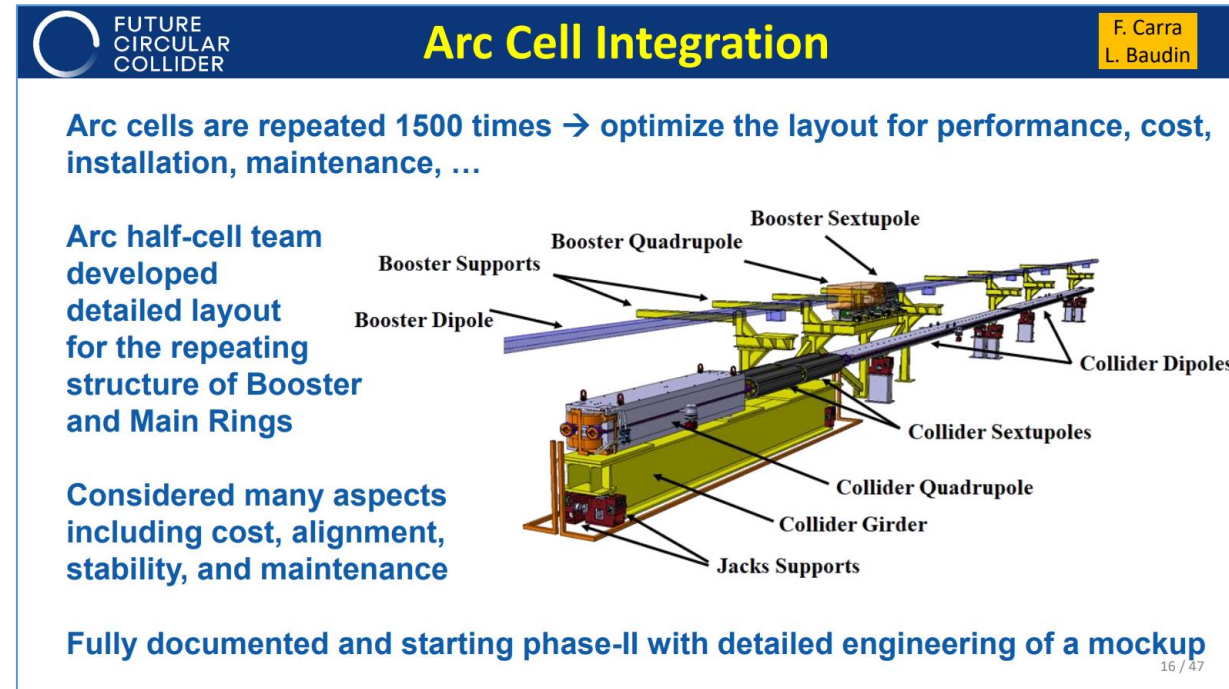 FUTURE
CIRCULAR
COLLIDER
Arc Cell Integration
F. Carra
L. Baudin
Arc cells are repeated 1500 times → optimize the layout for performance, cost,
installation, maintenance, …
Arc half-cell team
developed
detailed layout
for the repeating
structure of Booster
and Main Rings
Considered many aspects
including cost, alignment,
stability, and maintenance
Booster Sextupole
Booster Quadrupole
Booster Supports
Booster Dipole
Collider Dipoles
Collider Sextupoles
Collider Quadrupole
Collider Girder
Jacks Supports
Fully documented and starting phase-II with detailed engineering of a mockup
16 / 47